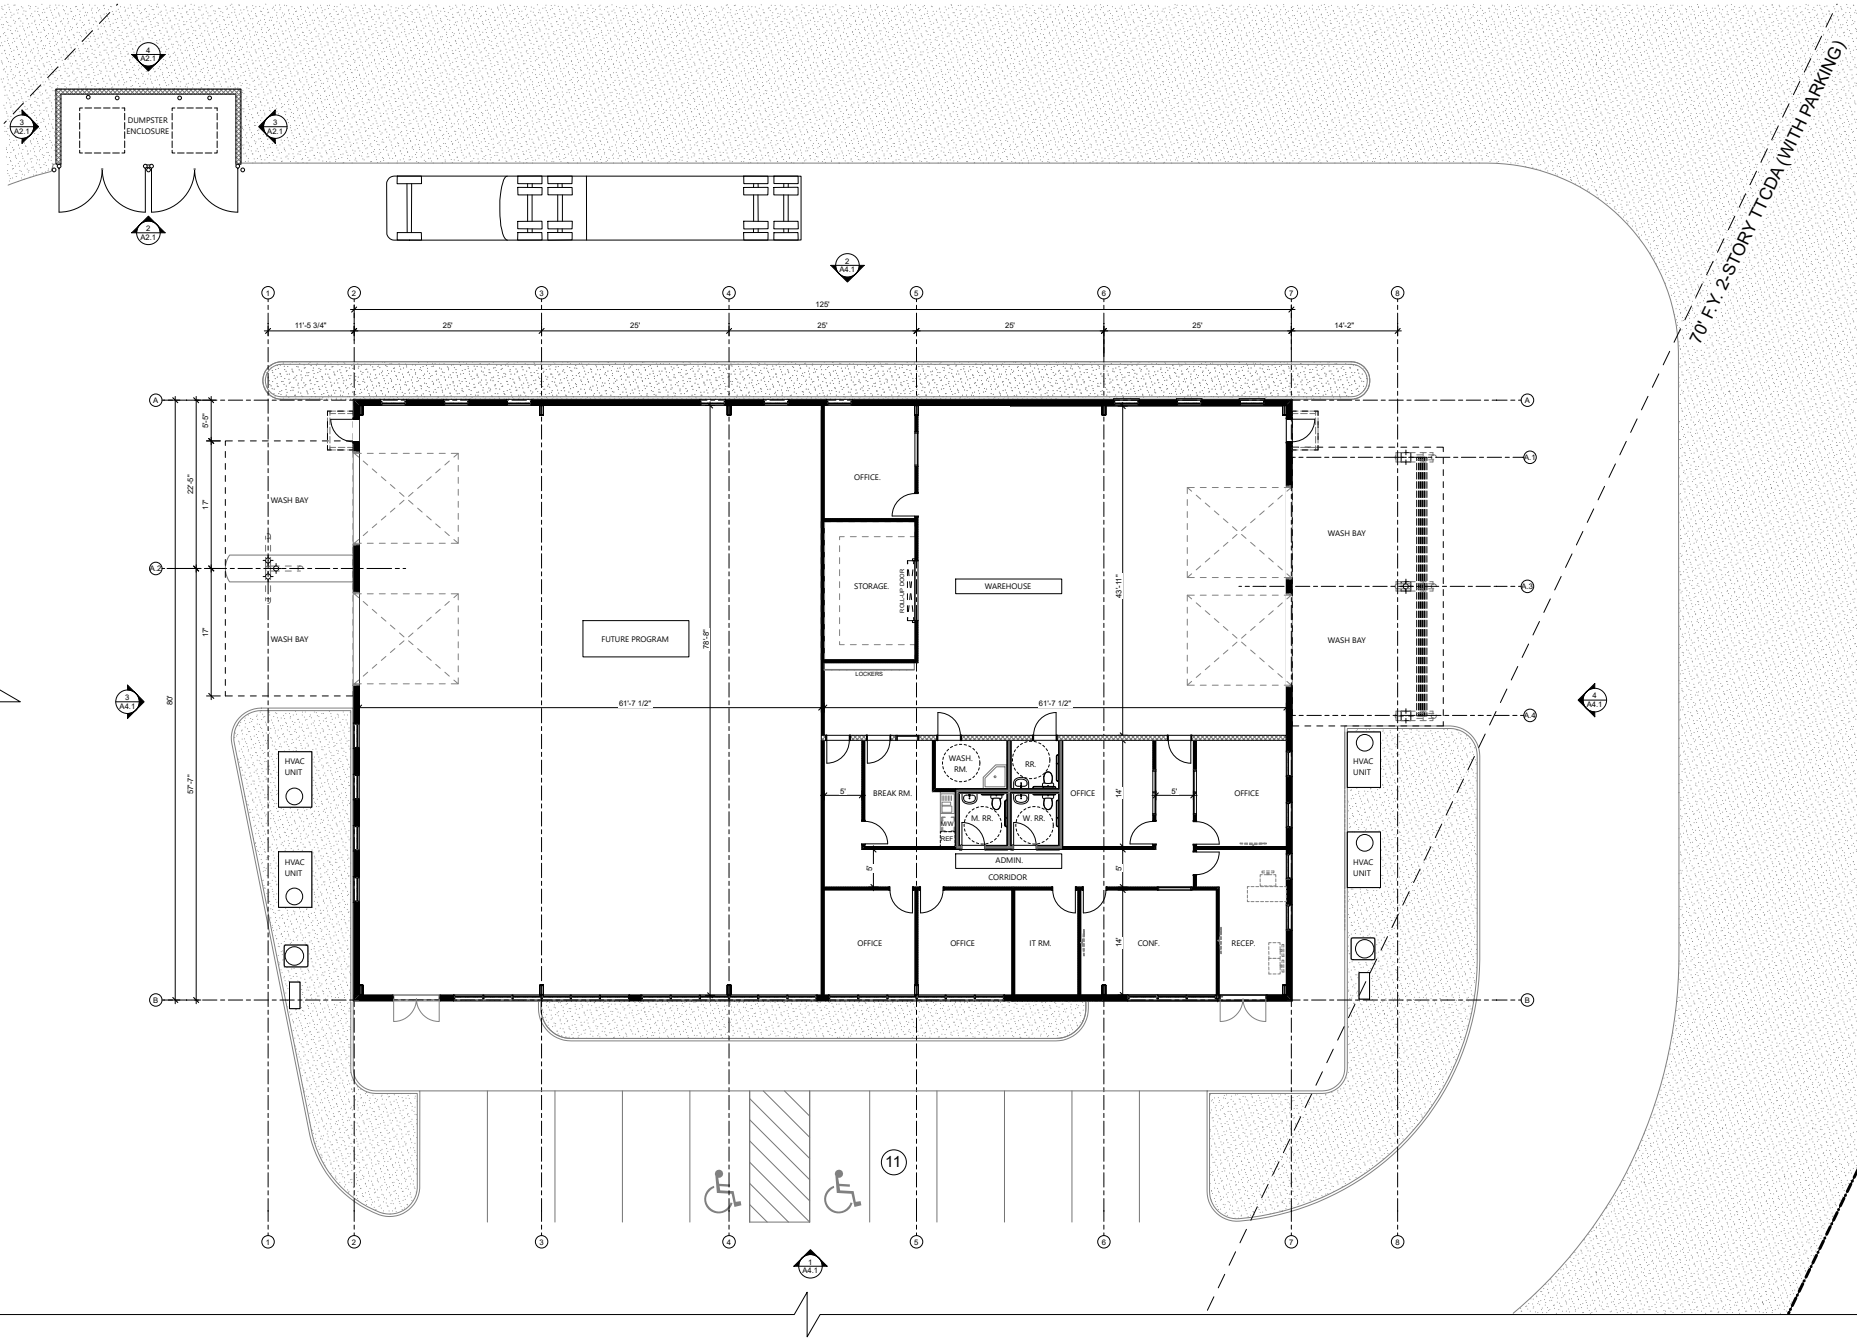 4
A2.1
3
A2.1
DUMPSTER
ENCLOSURE
3
A2.1
2
A2.1
70' F.Y. 2-STORY TTCDA (WITH PARKING)
2
A4.1
1
2
3
4
5
6
7
8
125'
11'-5 3/4"
25'
25'
25'
25'
25'
14'-2"
A
A
5'-5"
A.1
22'-5"
17'
WASH BAY
OFFICE.
WASH BAY
A.2
STORAGE.
ROLL-UP DOOR
WAREHOUSE
43'-11"
A.3
17'
WASH BAY
FUTURE PROGRAM
78'-8"
WASH BAY
LOCKERS
3
A4.1
80'
61'-7 1/2"
61'-7 1/2"
4
A4.1
A.4
57'-7"
HVAC
UNIT
WASH.
RM.
RR.
HVAC
UNIT
5'
BREAK RM.
OFFICE
14'
5'
OFFICE
M/W
REF
M. RR.
W. RR.
HVAC
UNIT
5'
ADMIN.
CORRIDOR
5'
HVAC
UNIT
OFFICE
OFFICE
IT RM.
14'
CONF.
RECEP.
B
B
11
1
2
3
4
5
6
7
8
1
A4.1